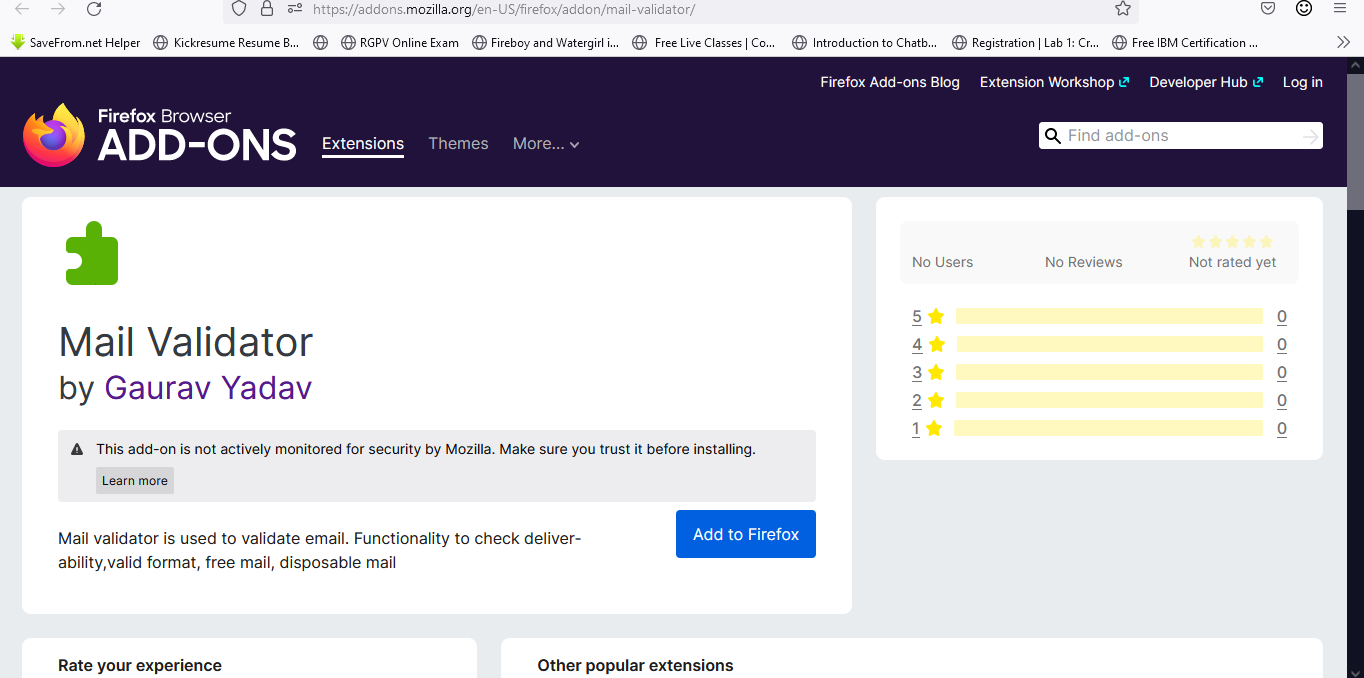 https://addons.mozilla.org/en-US/firefox/addon/mail-validator/
SaveFrom.net Helper
Kickresume Resume B...
RGPV Online Exam
Fireboy and Watergirl i...
Free Live Classes | Co...
Introduction to Chatb...
Registration | Lab 1: Cr...
Free IBM Certification ...
Firefox Add-ons Blog
Extension Workshop
Developer Hub
Log in
Firefox Browser
ADD-ONS
Extensions
Themes
More...
Find add-ons
Mail Validator
by Gaurav Yadav
This add-on is not actively monitored for security by Mozilla. Make sure you trust it before installing.
Learn more
Mail validator is used to validate email. Functionality to check deliver-
ability,valid format, free mail, disposable mail
Add to Firefox
No Users
No Reviews
Not rated yet
5 0
4 0
3 0
2 0
1 0
Rate your experience
Other popular extensions